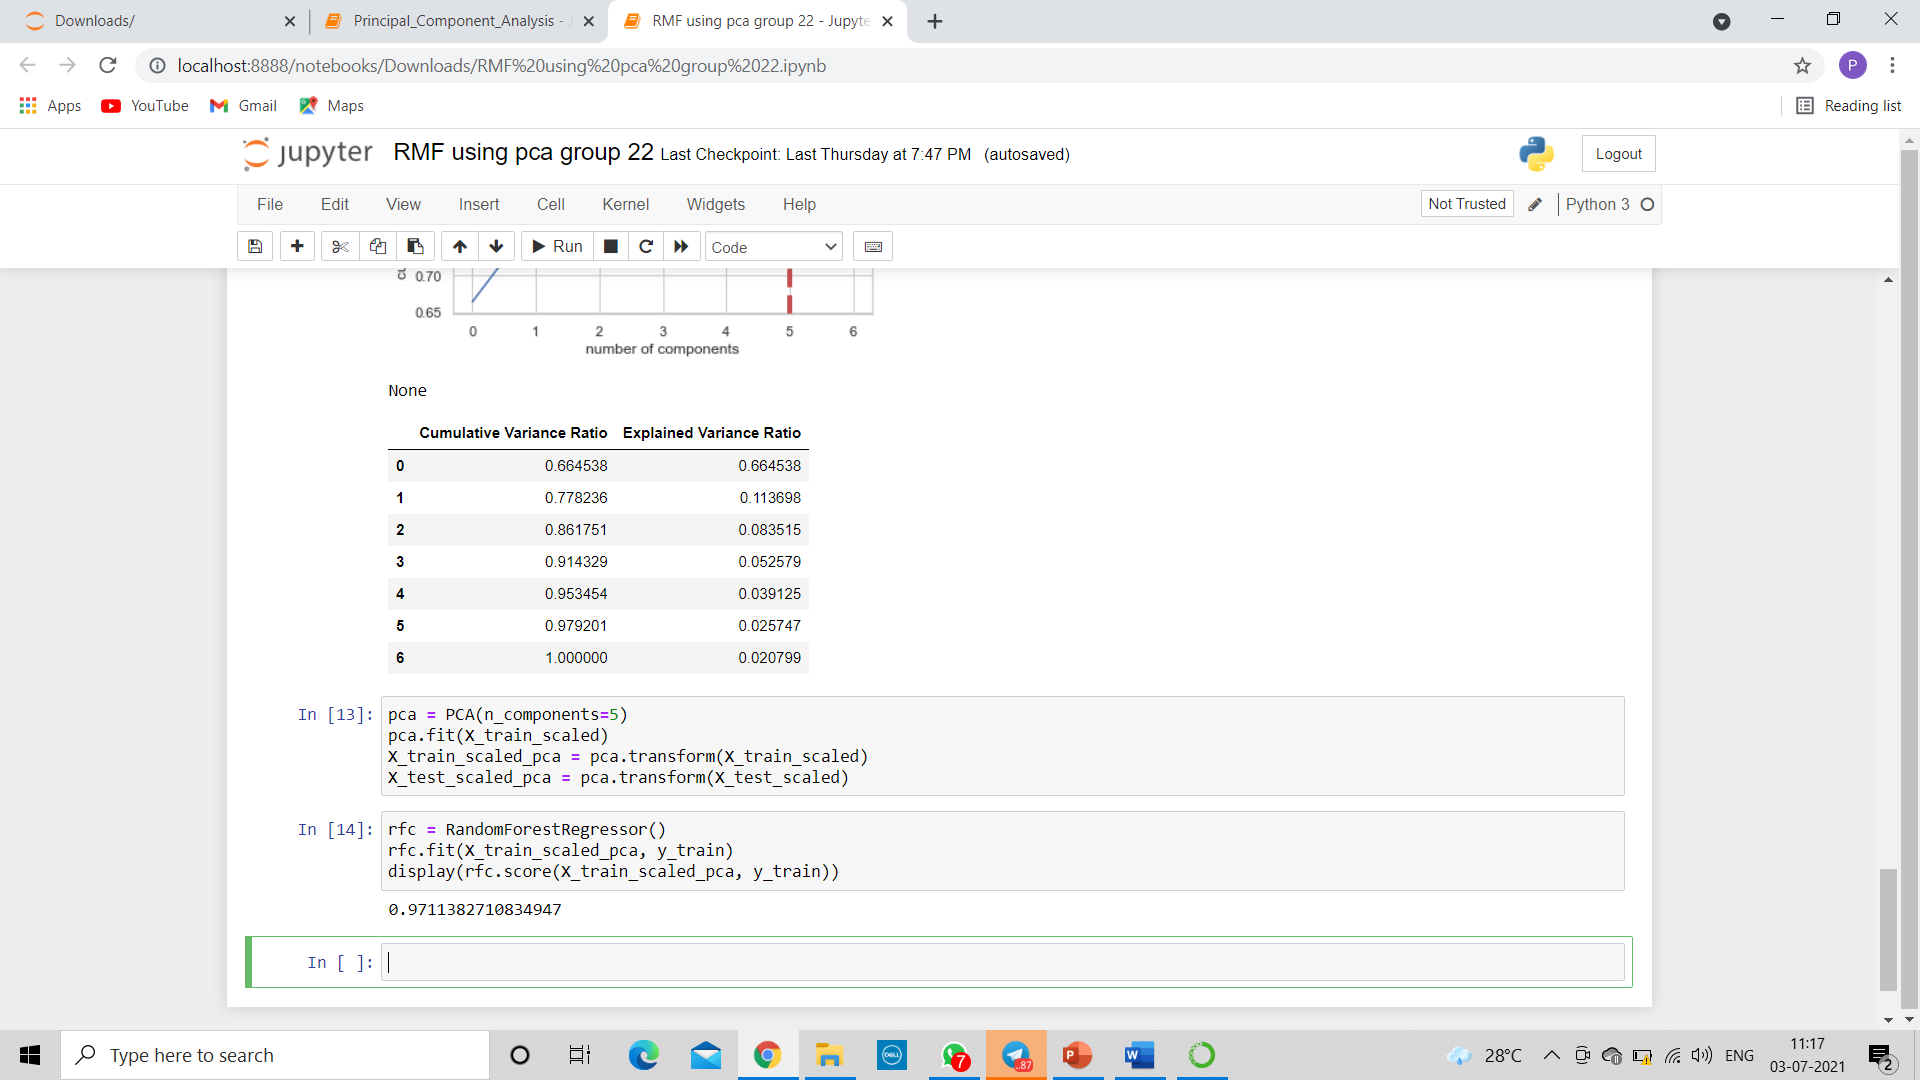 Downloads/
Principal_Component_Analysis - J
RMF using pca group 22 - Jupyte
localhost:8888/notebooks/Downloads/RMF%20using%20pca%20group%2022.ipynb
P
Apps YouTube Gmail Maps
Reading list
jupyter RMF using pca group 22 Last Checkpoint: Last Thursday at 7:47 PM (autosaved)
Logout
File Edit View Insert Cell Kernel Widgets Help
Not Trusted
Python 3
Run
Code
0.70
0.65
0 1 2 3 4 5 6
number of components
None
Cumulative Variance Ratio Explained Variance Ratio
0 0.664538 0.664538
1 0.778236 0.113698
2 0.861751 0.083515
3 0.914329 0.052579
4 0.953454 0.039125
5 0.979201 0.025747
6 1.000000 0.020799
In [13]: pca = PCA(n_components=5)
pca.fit(X_train_scaled)
X_train_scaled_pca = pca.transform(X_train_scaled)
X_test_scaled_pca = pca.transform(X_test_scaled)
In [14]: rfc = RandomForestRegressor()
rfc.fit(X_train_scaled_pca, y_train)
display(rfc.score(X_train_scaled_pca, y_train))
0.9711382710834947
In [ ]:
Type here to search
DELL
7
..87
P
W
28°C
ENG
11:17
03-07-2021
2